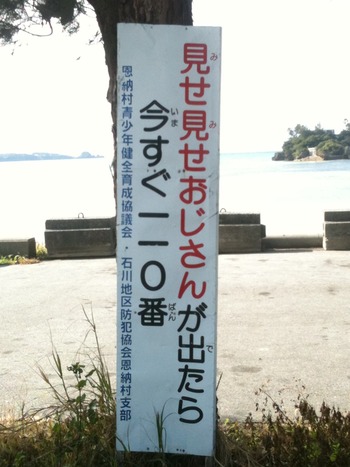 見せ見せおじさんが出たら
今すぐ一一〇番
恩納村青少年健全育成協議会・石川地区防犯協会恩納村支部